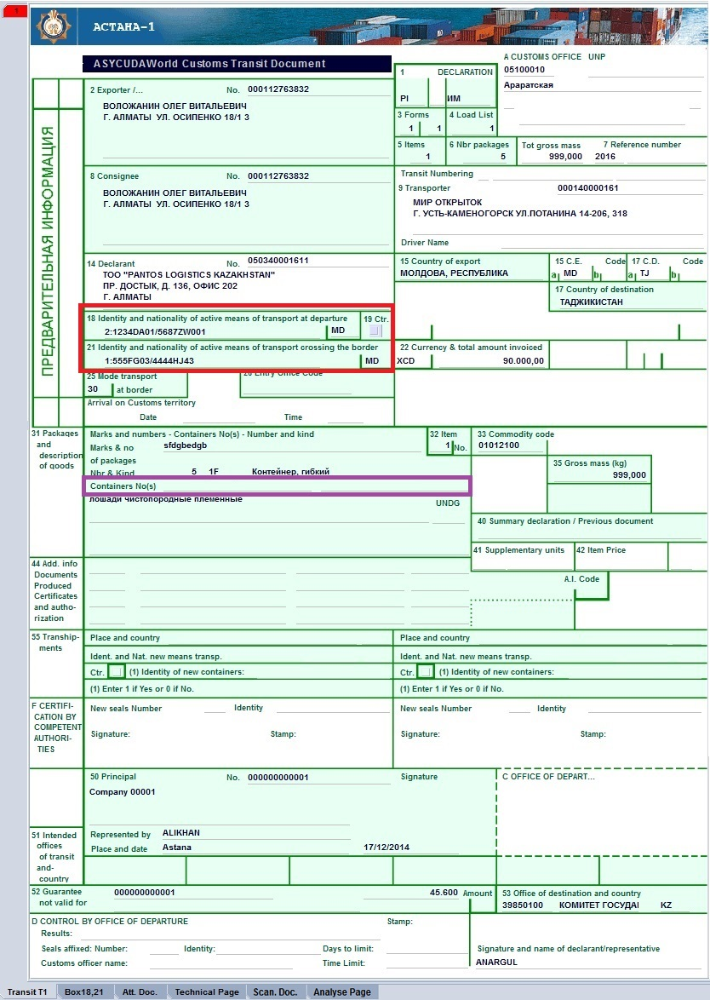 1
АСТАНА-1
ASYCUDAWorld Customs Transit Document
A CUSTOMS OFFICE UNP
05100010
Араратская
1 DECLARATION
PI ИМ
ПРЕДВАРИТЕЛЬНАЯ ИНФОРМАЦИЯ
2 Exporter /... No. 000112763832
ВОЛОЖАНИН ОЛЕГ ВИТАЛЬЕВИЧ
Г. АЛМАТЫ УЛ. ОСИПЕНКО 18/1 3
3 Forms 4 Load List
1 1 1
5 Items 6 Nbr packages Tot gross mass 7 Reference number
1 5 999,000 2016
8 Consignee No. 000112763832
ВОЛОЖАНИН ОЛЕГ ВИТАЛЬЕВИЧ
Г. АЛМАТЫ УЛ. ОСИПЕНКО 18/1 3
Transit Numbering
9 Transporter 000140000161
МИР ОТКРЫТОК
Г. УСТЬ-КАМЕНОГОРСК УЛ.ПОТАНИНА 14-206, 318
Driver Name
14 Declarant No. 050340001611
ТОО "PANTOS LOGISTICS KAZAKHSTAN"
ПР. ДОСТЫК, Д. 136, ОФИС 202
Г. АЛМАТЫ
15 Country of export 15 C.E. Code 17 C.D. Code
МОЛДОВА, РЕСПУБЛИКА a MD b a TJ b
17 Country of destination
ТАДЖИКИСТАН
18 Identity and nationality of active means of transport at departure 19 Ctr.
2:1234DA01/5687ZW001 MD
21 Identity and nationality of active means of transport crossing the border
1:555FG03/4444HJ43 MD
22 Currency & total amount invoiced
XCD 90.000,00
25 Mode transport 26 Entry Office Code
30 at border
Arrival on Customs territory
Date Time
31 Packages
and
description
of goods
Marks and numbers - Containers No(s) - Number and kind
Marks & no sfdgbedgb
of packages
Nbr & Kind 5 1F Контейнер, гибкий
Containers No(s)
лошади чистопородные племенные
UNDG
32 Item
1 No.
33 Commodity code
01012100
35 Gross mass (kg)
999,000
40 Summary declaration / Previous document
41 Supplementary units 42 Item Price
44 Add. info
Documents
Produced
Certificates
and autho-
rization
A.I. Code
55 Tranship-
ments
Place and country Place and country
Ident. and Nat. new means transp. Ident. and Nat. new means transp.
Ctr. (1) Identity of new containers: Ctr. (1) Identity of new containers:
(1) Enter 1 if Yes or 0 if No. (1) Enter 1 if Yes or 0 if No.
F CERTIFI-
CATION BY
COMPETENT
AUTHORI-
TIES
New seals Number Identity New seals Number Identity
Signature: Stamp: Signature: Stamp:
50 Principal No. 000000000001 Signature
Company 00001
C OFFICE OF DEPART...
Represented by ALIKHAN
Place and date Astana 17/12/2014
51 Intended
offices
of transit
and-
country
52 Guarantee 000000000001 45.600 Amount
not valid for
53 Office of destination and country
39850100 КОМИТЕТ ГОСУДАІ KZ
D CONTROL BY OFFICE OF DEPARTURE Stamp:
Results:
Seals affixed: Number: Identity: Days to limit:
Customs officer name: Time Limit:
Signature and name of declarant/representative
ANARGUL
Transit T1 Box18,21 Att. Doc. Technical Page Scan. Doc. Analyse Page